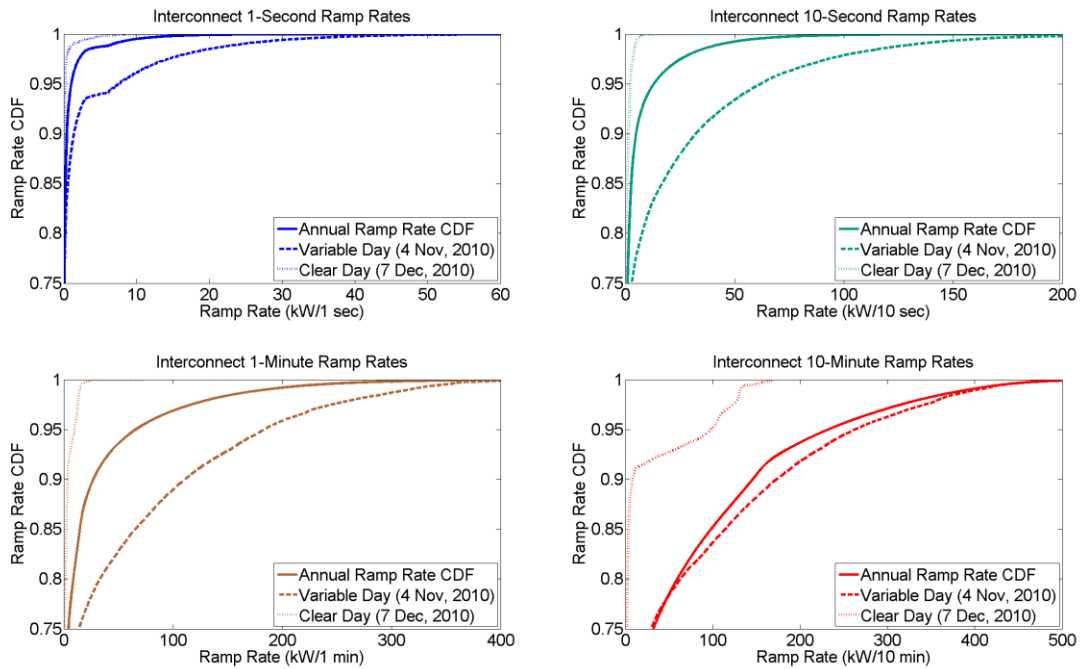 Interconnect 1-Second Ramp Rates
1
0.95
0.9
0.85
0.8
0.75
Ramp Rate CDF
Annual Ramp Rate CDF
Variable Day (4 Nov, 2010)
Clear Day (7 Dec, 2010)
0 10 20 30 40 50 60
Ramp Rate (kW/1 sec)
Interconnect 10-Second Ramp Rates
1
0.95
0.9
0.85
0.8
0.75
Ramp Rate CDF
Annual Ramp Rate CDF
Variable Day (4 Nov, 2010)
Clear Day (7 Dec, 2010)
0 50 100 150 200
Ramp Rate (kW/10 sec)
Interconnect 1-Minute Ramp Rates
1
0.95
0.9
0.85
0.8
0.75
Ramp Rate CDF
Annual Ramp Rate CDF
Variable Day (4 Nov, 2010)
Clear Day (7 Dec, 2010)
0 100 200 300 400
Ramp Rate (kW/1 min)
Interconnect 10-Minute Ramp Rates
1
0.95
0.9
0.85
0.8
0.75
Ramp Rate CDF
Annual Ramp Rate CDF
Variable Day (4 Nov, 2010)
Clear Day (7 Dec, 2010)
0 100 200 300 400 500
Ramp Rate (kW/10 min)